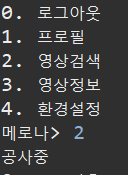 0. 로그아웃
1. 프로필
2. 영상검색
3. 영상정보
4. 환경설정
메로나> 2
공사중